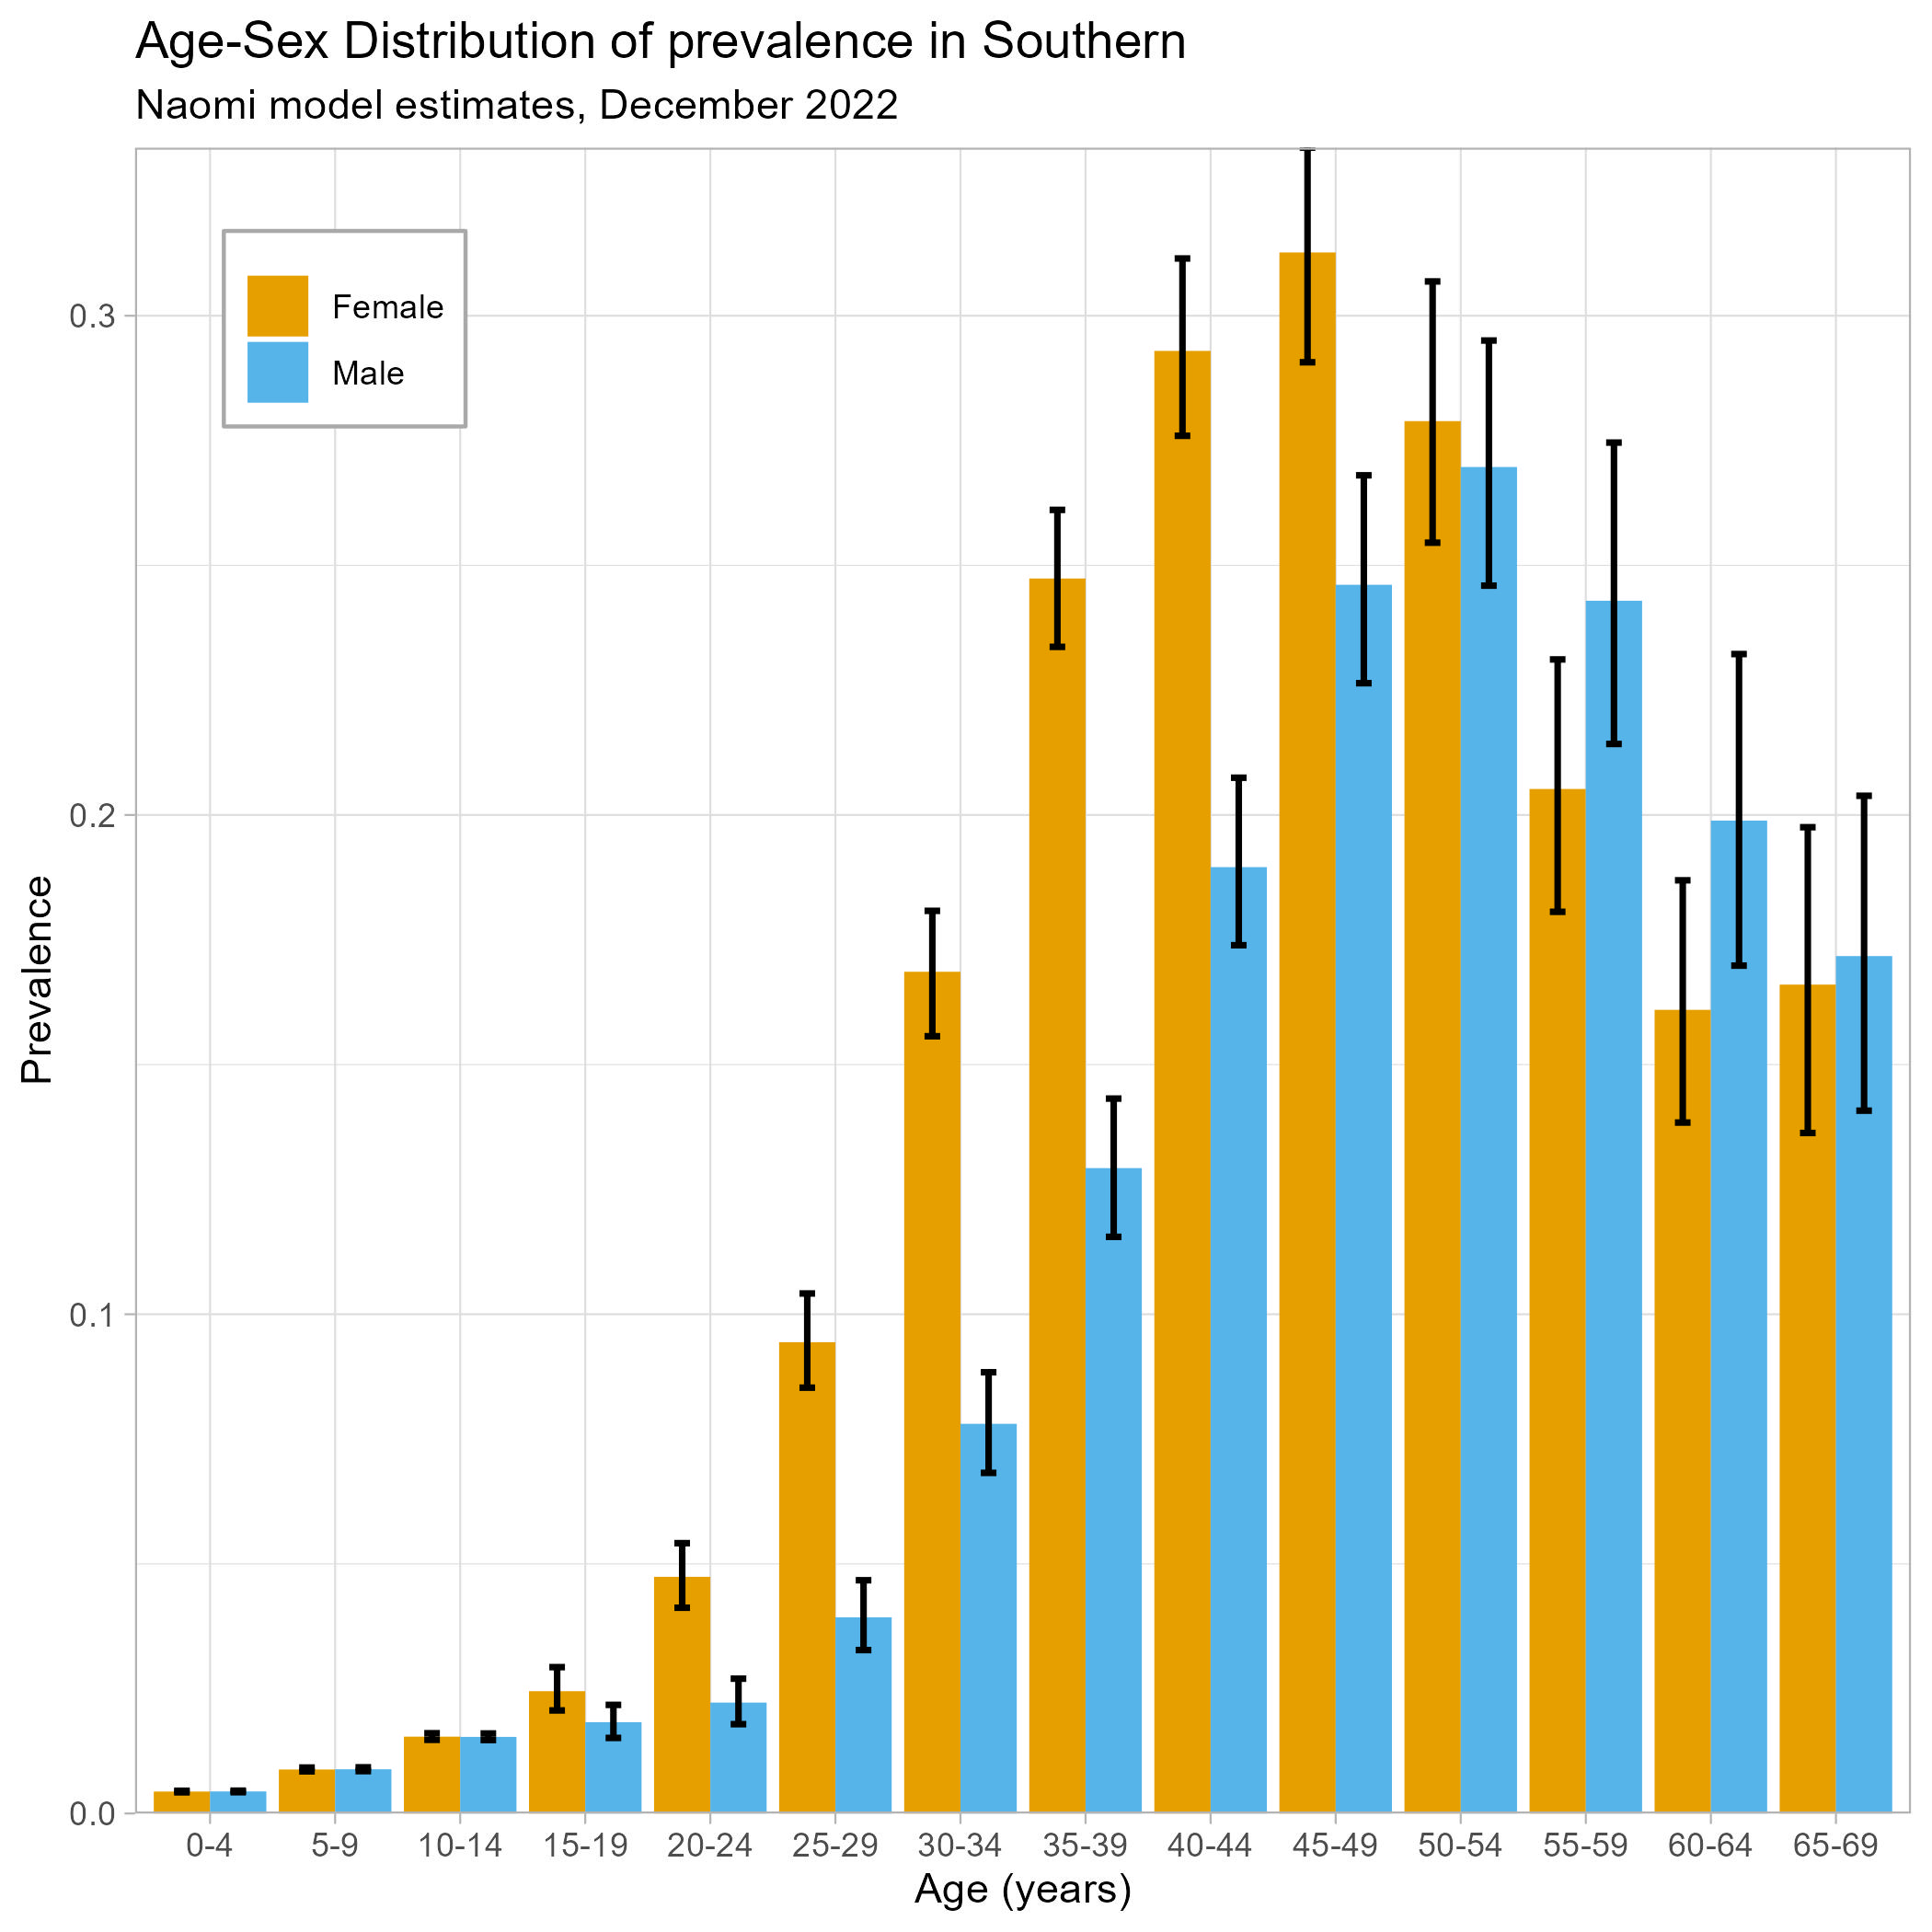 Age-Sex Distribution of prevalence in Southern
Naomi model estimates, December 2022
Female
Male
0.3
0.2
0.1
0.0
Prevalence
0-4 5-9 10-14 15-19 20-24 25-29 30-34 35-39 40-44 45-49 50-54 55-59 60-64 65-69
Age (years)